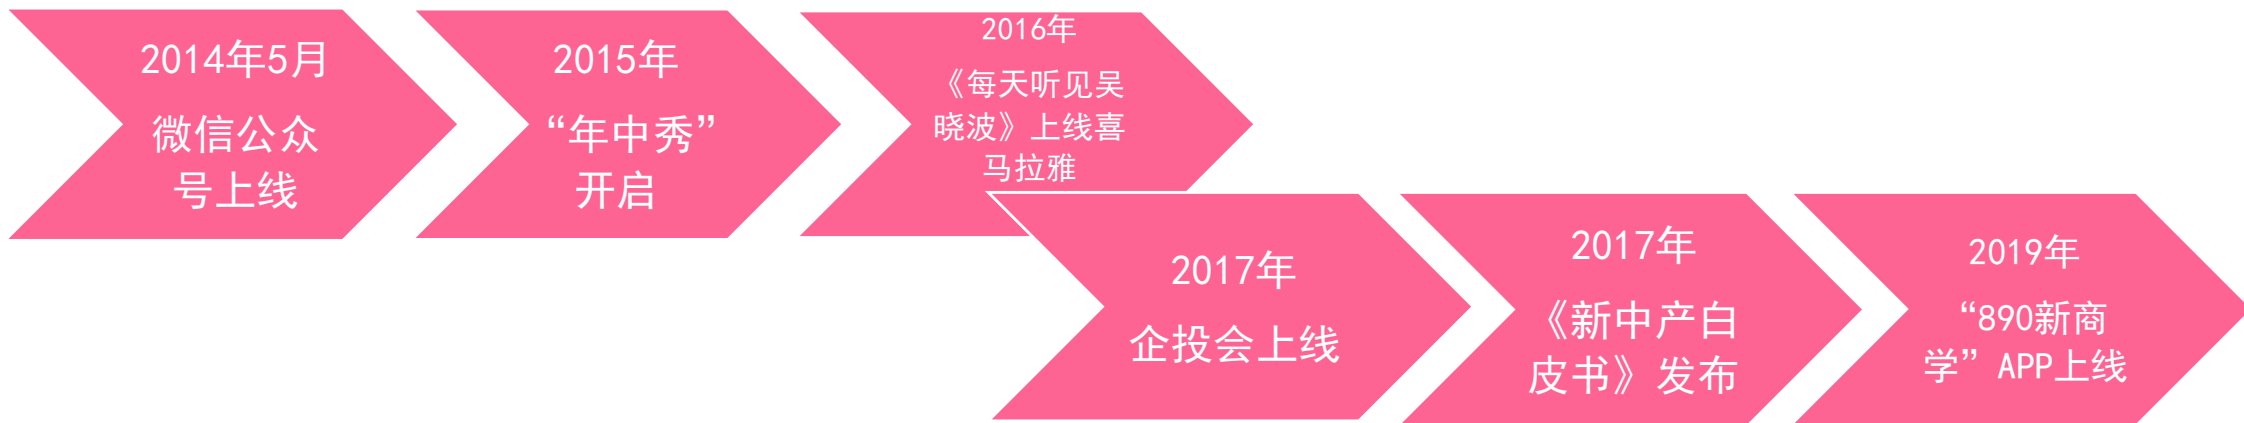 2014年5月
微信公众
号上线
2015年
“年中秀”
开启
2016年
《每天听见吴
晓波》上线喜
马拉雅
2017年
企投会上线
2017年
《新中产白
皮书》发布
2019年
“890新商
学”APP上线